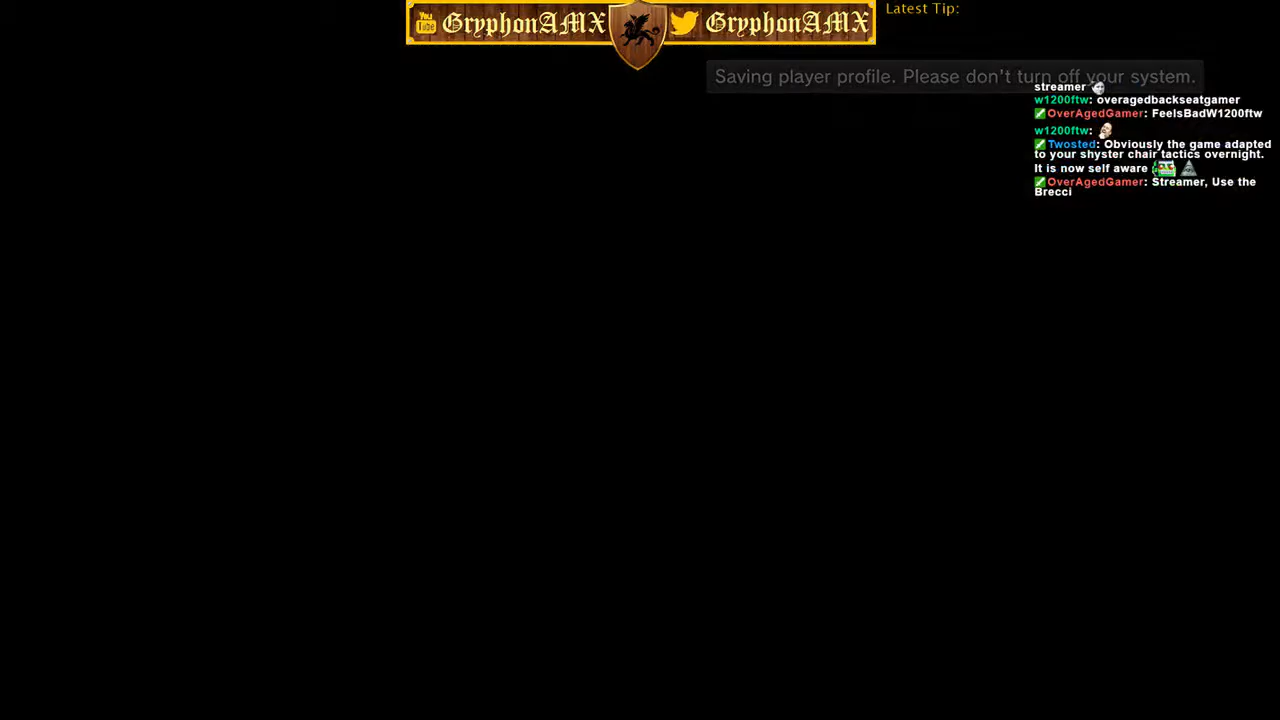 You
Tube
GryphonAMX
GryphonAMX
Latest Tip:
Saving player profile. Please don't turn off your system.
streamer
w1200ftw: overagedbackseatgamer
OverAgedGamer: FeelsBadW1200ftw
w1200ftw:
Twosted: Obviously the game adapted
to your shyster chair tactics overnight.
It is now self aware
OverAgedGamer: Streamer, Use the
Brecci